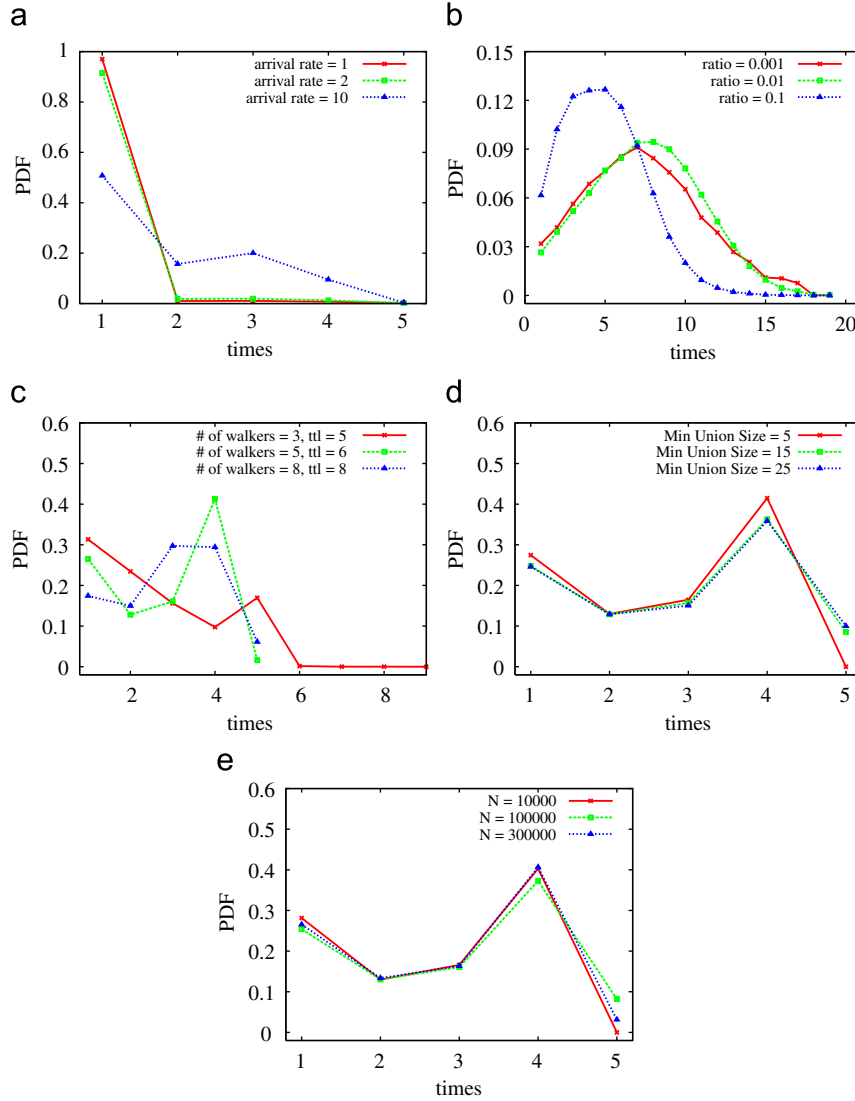 a
arrival rate = 1
arrival rate = 2
arrival rate = 10
1
0.8
0.6
0.4
0.2
0
PDF
1 2 3 4 5
times
b
ratio = 0.001
ratio = 0.01
ratio = 0.1
0.15
0.12
0.09
0.06
0.03
0
PDF
0 5 10 15 20
times
c
# of walkers = 3, ttl = 5
# of walkers = 5, ttl = 6
# of walkers = 8, ttl = 8
0.6
0.5
0.4
0.3
0.2
0.1
0
PDF
2 4 6 8
times
d
Min Union Size = 5
Min Union Size = 15
Min Union Size = 25
0.6
0.5
0.4
0.3
0.2
0.1
0
PDF
1 2 3 4 5
times
e
N = 10000
N = 100000
N = 300000
0.6
0.5
0.4
0.3
0.2
0.1
0
PDF
1 2 3 4 5
times